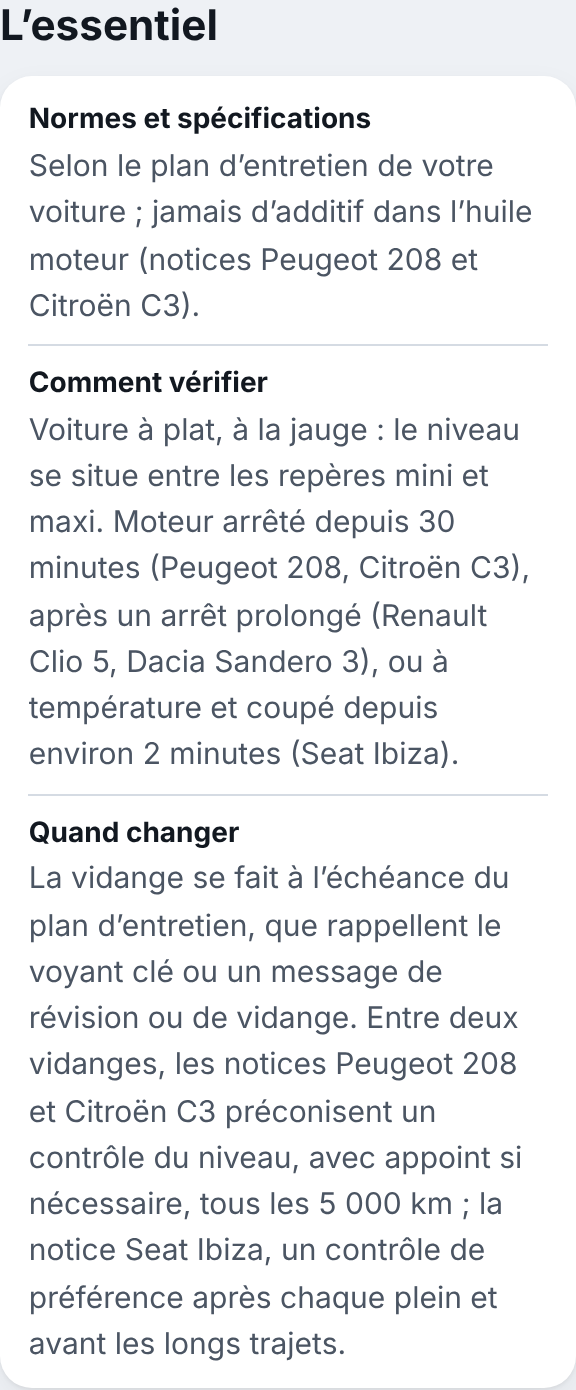 L’essentiel
Normes et spécifications
Selon le plan d’entretien de votre
voiture ; jamais d’additif dans l’huile
moteur (notices Peugeot 208 et
Citroën C3).
Comment vérifier
Voiture à plat, à la jauge : le niveau
se situe entre les repères mini et
maxi. Moteur arrêté depuis 30
minutes (Peugeot 208, Citroën C3),
après un arrêt prolongé (Renault
Clio 5, Dacia Sandero 3), ou à
température et coupé depuis
environ 2 minutes (Seat Ibiza).
Quand changer
La vidange se fait à l’échéance du
plan d’entretien, que rappellent le
voyant clé ou un message de
révision ou de vidange. Entre deux
vidanges, les notices Peugeot 208
et Citroën C3 préconisent un
contrôle du niveau, avec appoint si
nécessaire, tous les 5 000 km ; la
notice Seat Ibiza, un contrôle de
préférence après chaque plein et
avant les longs trajets.